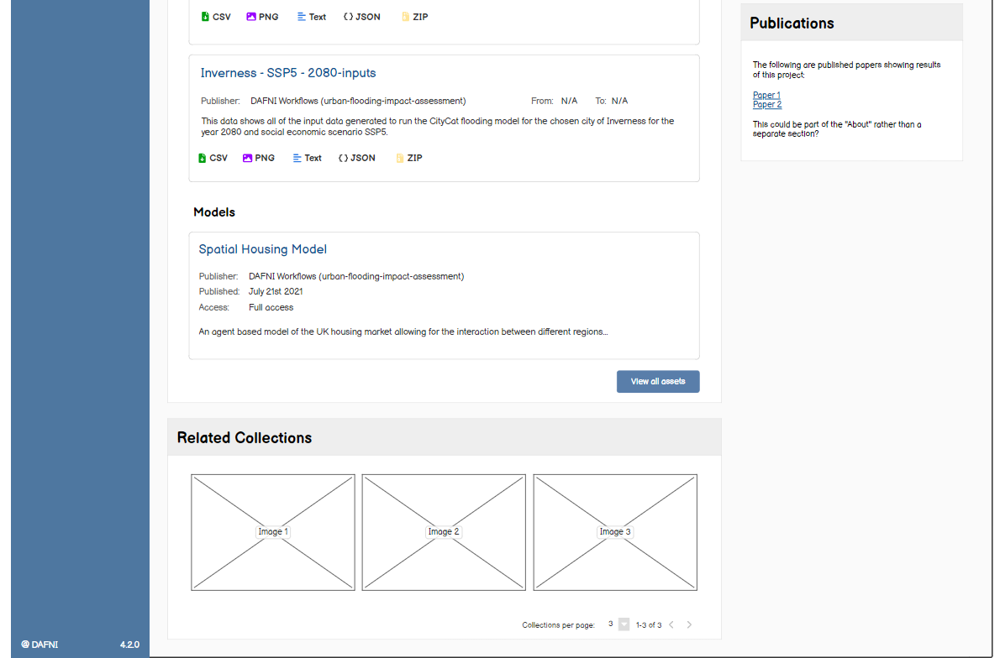 CSV PNG Text {} JSON ZIP
Inverness - SSP5 - 2080-inputs
Publisher: DAFNI Workflows (urban-flooding-impact-assessment) From: N/A To: N/A
This data shows all of the input data generated to run the CityCat flooding model for the chosen city of Inverness for the
year 2080 and social economic scenario SSP5.
CSV PNG Text {} JSON ZIP
Models
Spatial Housing Model
Publisher: DAFNI Workflows (urban-flooding-impact-assessment)
Published: July 21st 2021
Access: Full access
An agent based model of the UK housing market allowing for the interaction between different regions...
View all assets
Related Collections
Image 1 Image 2 Image 3
Collections per page: 3 1-3 of 3 < >
Publications
The following are published papers showing results
of this project:
Paper 1
Paper 2
This could be part of the "About" rather than a
separate section?
@ DAFNI 4.2.0